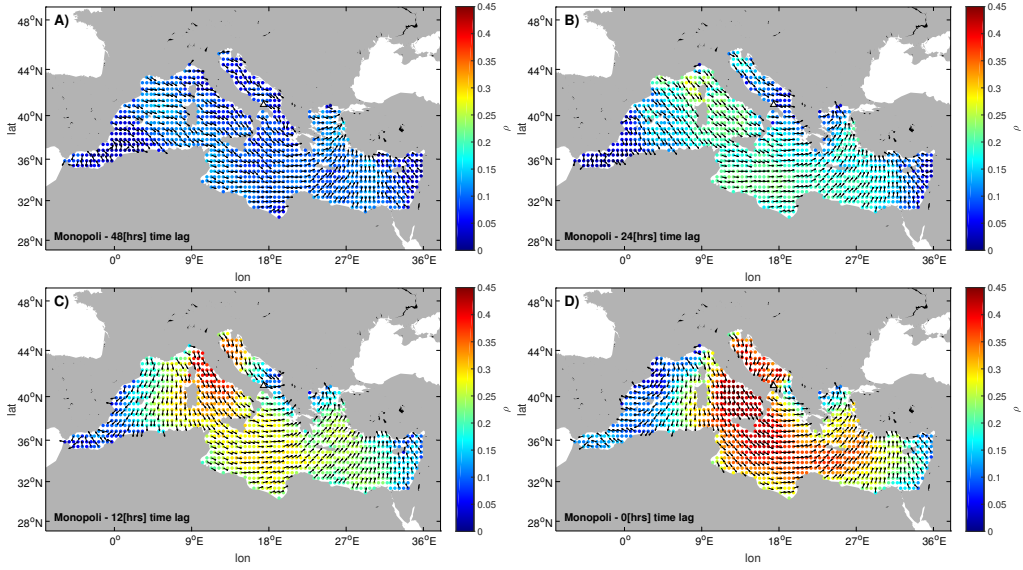 A)
48°N
44°N
40°N
36°N
32°N
28°N
lat
Monopoli - 48[hrs] time lag
0°
9°E
18°E
27°E
36°E
lon
0.45
0.4
0.35
0.3
0.25
0.2
0.15
0.1
0.05
0
ρ
B)
48°N
44°N
40°N
36°N
32°N
28°N
lat
Monopoli - 24[hrs] time lag
0°
9°E
18°E
27°E
36°E
lon
0.45
0.4
0.35
0.3
0.25
0.2
0.15
0.1
0.05
0
ρ
C)
48°N
44°N
40°N
36°N
32°N
28°N
lat
Monopoli - 12[hrs] time lag
0°
9°E
18°E
27°E
36°E
lon
0.45
0.4
0.35
0.3
0.25
0.2
0.15
0.1
0.05
0
ρ
D)
48°N
44°N
40°N
36°N
32°N
28°N
lat
Monopoli - 0[hrs] time lag
0°
9°E
18°E
27°E
36°E
lon
0.45
0.4
0.35
0.3
0.25
0.2
0.15
0.1
0.05
0
ρ